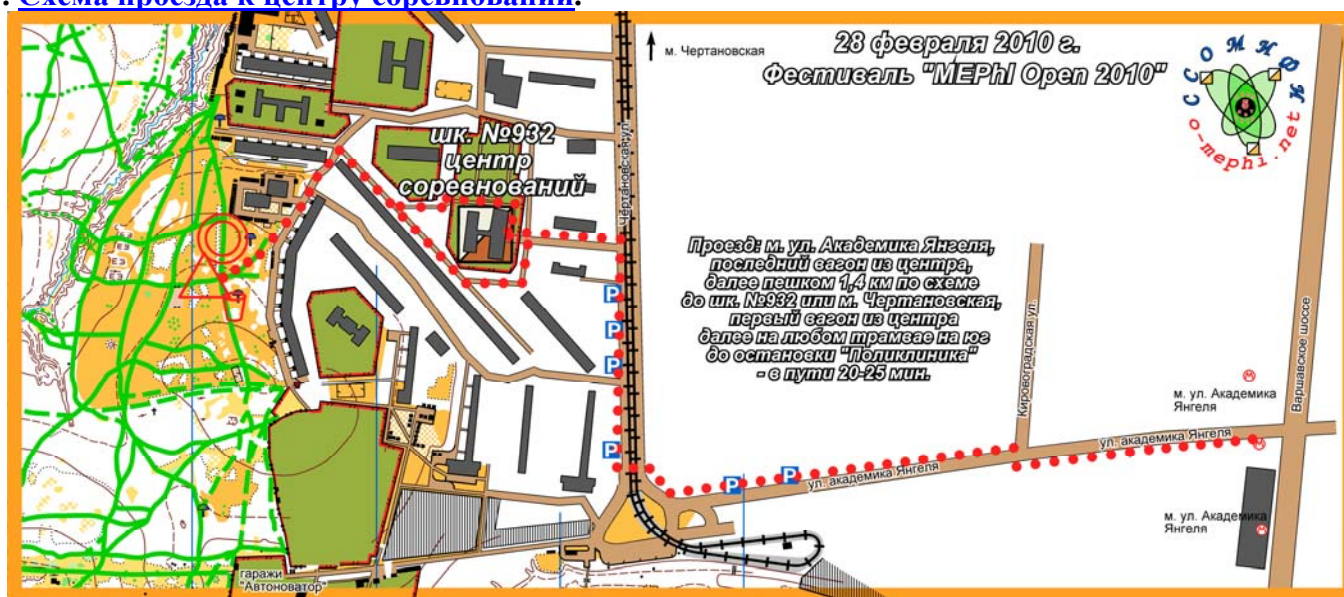 : Схема проезда к центру соревнований.
м. Чертановская
28 февраля 2010 г.
Фестиваль "MEPhI Open 2010"
ССО МИФИ
o-mephi.net
шк. №932
центр
соревнований
Чертановская ул.
Проезд: м. ул. Академика Янгеля,
последний вагон из центра,
далее пешком 1,4 км по схеме
до шк. №932 или м. Чертановская,
первый вагон из центра
далее на любом трамвае на юг
до остановки "Поликлиника"
- в пути 20-25 мин.
P
P
P
P
P
P
Кировоградская ул.
Варшавское шоссе
м. ул. Академика
Янгеля
ул. академика Янгеля
ул. академика Янгеля
м. ул. Академика
Янгеля
гаражи
"Автоноватор"